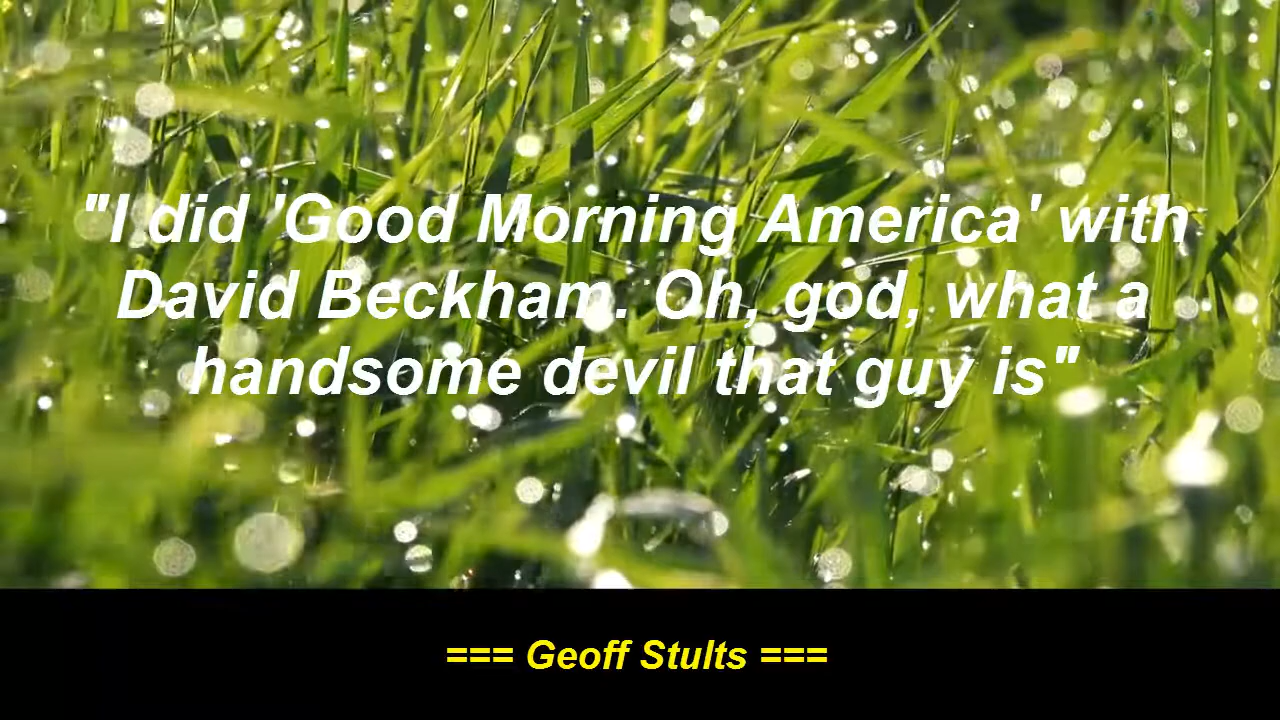 "I did 'Good Morning America' with
David Beckham. Oh, god, what a
handsome devil that guy is"
=== Geoff Stults ===